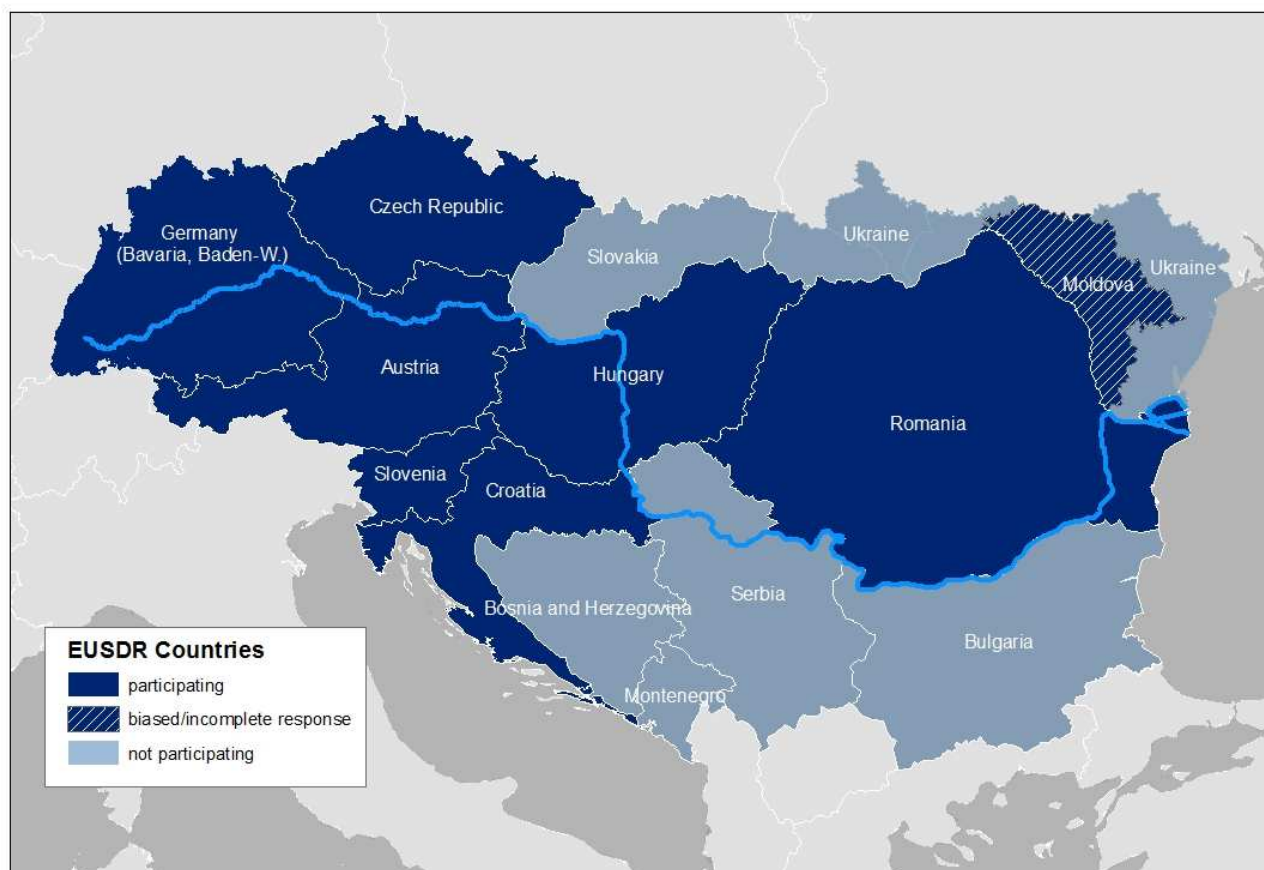 Czech Republic
Germany
(Bavaria, Baden-W.)
Slovakia
Ukraine
Ukraine
Moldova
Austria
Hungary
Romania
Slovenia
Croatia
Bosnia and Herzegovina
Serbia
Bulgaria
Montenegro
EUSDR Countries
participating
biased/incomplete response
not participating